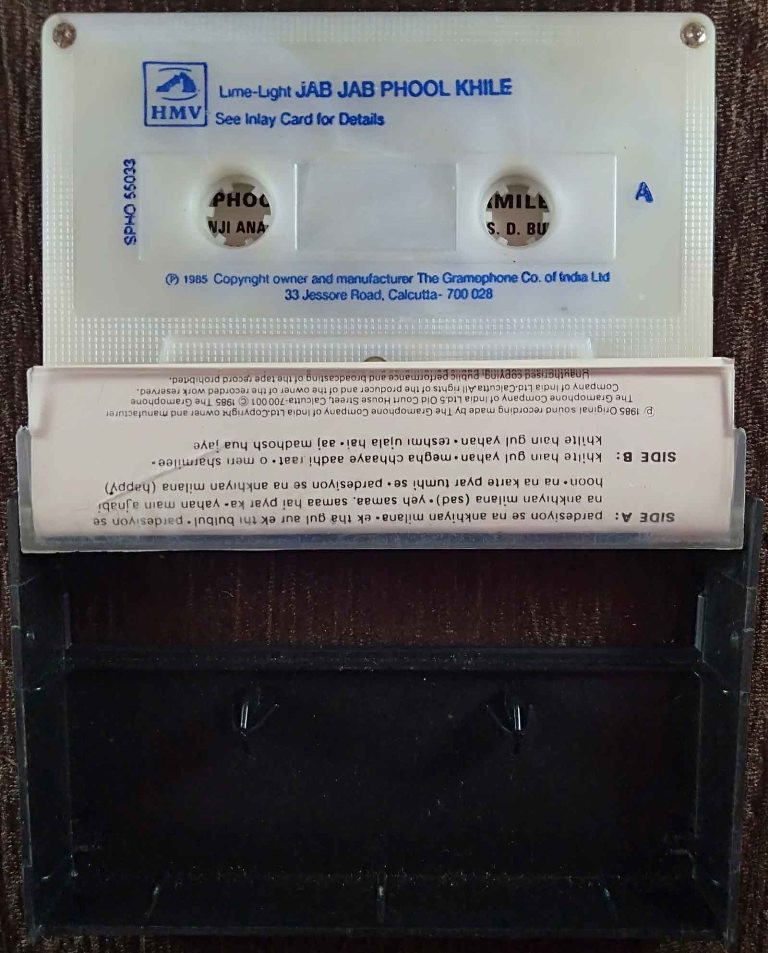 HMV
Lime-Light JAB JAB PHOOL KHILE
See Inlay Card for Details
SPHO 55033
PHOO
NJI ANA
MILE
S. D. BU
A
℗ 1985 Copyright owner and manufacturer The Gramophone Co. of India Ltd
33 Jessore Road, Calcutta- 700 028
SIDE A: pardesiyon se na ankhiyan milana • ek tha gul aur ek thi bulbul • pardesiyon se
na ankhiyan milana (sad) • yeh samaa, samaa hai pyar ka • yahan main ajnabi
hoon • na na karte pyar tumhi se • pardesiyon se na ankhiyan milana (happy)
SIDE B: khilte hain gul yahan • megha chhaaye aadhi raat • o meri sharmilee •
khilte hain gul yahan • reshmi ujala hai • aaj madhosh hua jaye
℗ 1985 Original sound recording made by The Gramophone Company of India Ltd•Copyright owner and manufacturer
The Gramophone Company of India Ltd.5 Old Court House Street, Calcutta-700001 © 1985 The Gramophone
Company of India Ltd•Calcutta All rights of the producer and of the owner of the recorded work reserved.
Unauthorised copying, public performance and broadcasting of the tape record prohibited.